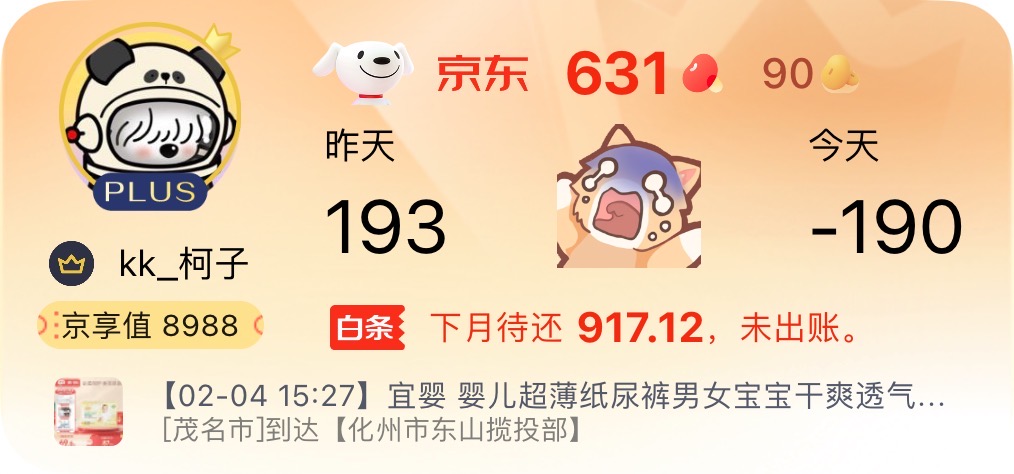 京东 631 90
昨天
今天
193
-190
PLUS
kk_柯子
京享值 8988
白条 下月待还 917.12，未出账。
【02-04 15:27】宜婴 婴儿超薄纸尿裤男女宝宝干爽透气...
[茂名市]到达【化州市东山揽投部】